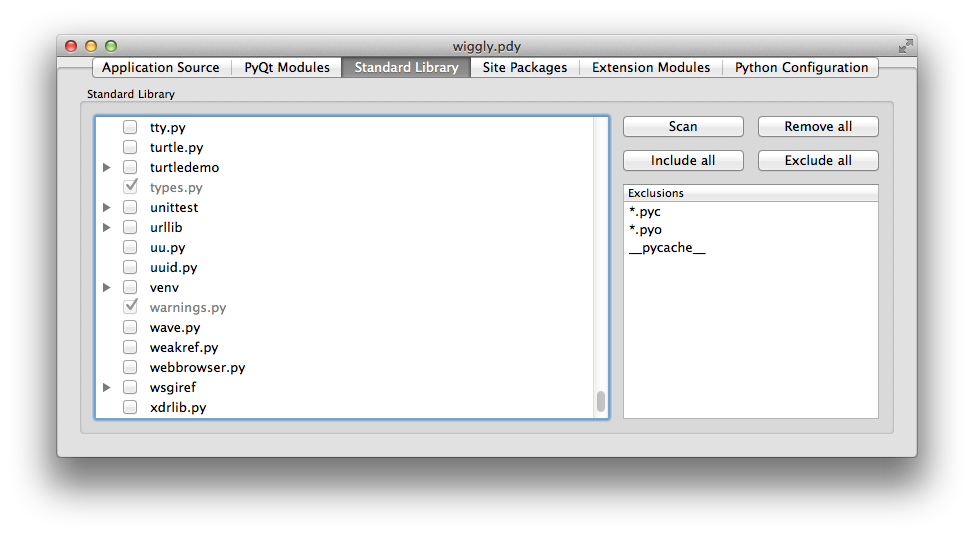 wiggly.pdy
Application Source PyQt Modules Standard Library Site Packages Extension Modules Python Configuration
Standard Library
tty.py
turtle.py
turtledemo
types.py
unittest
urllib
uu.py
uuid.py
venv
warnings.py
wave.py
weakref.py
webbrowser.py
wsgiref
xdrlib.py
Scan Remove all
Include all Exclude all
Exclusions
*.pyc
*.pyo
__pycache__